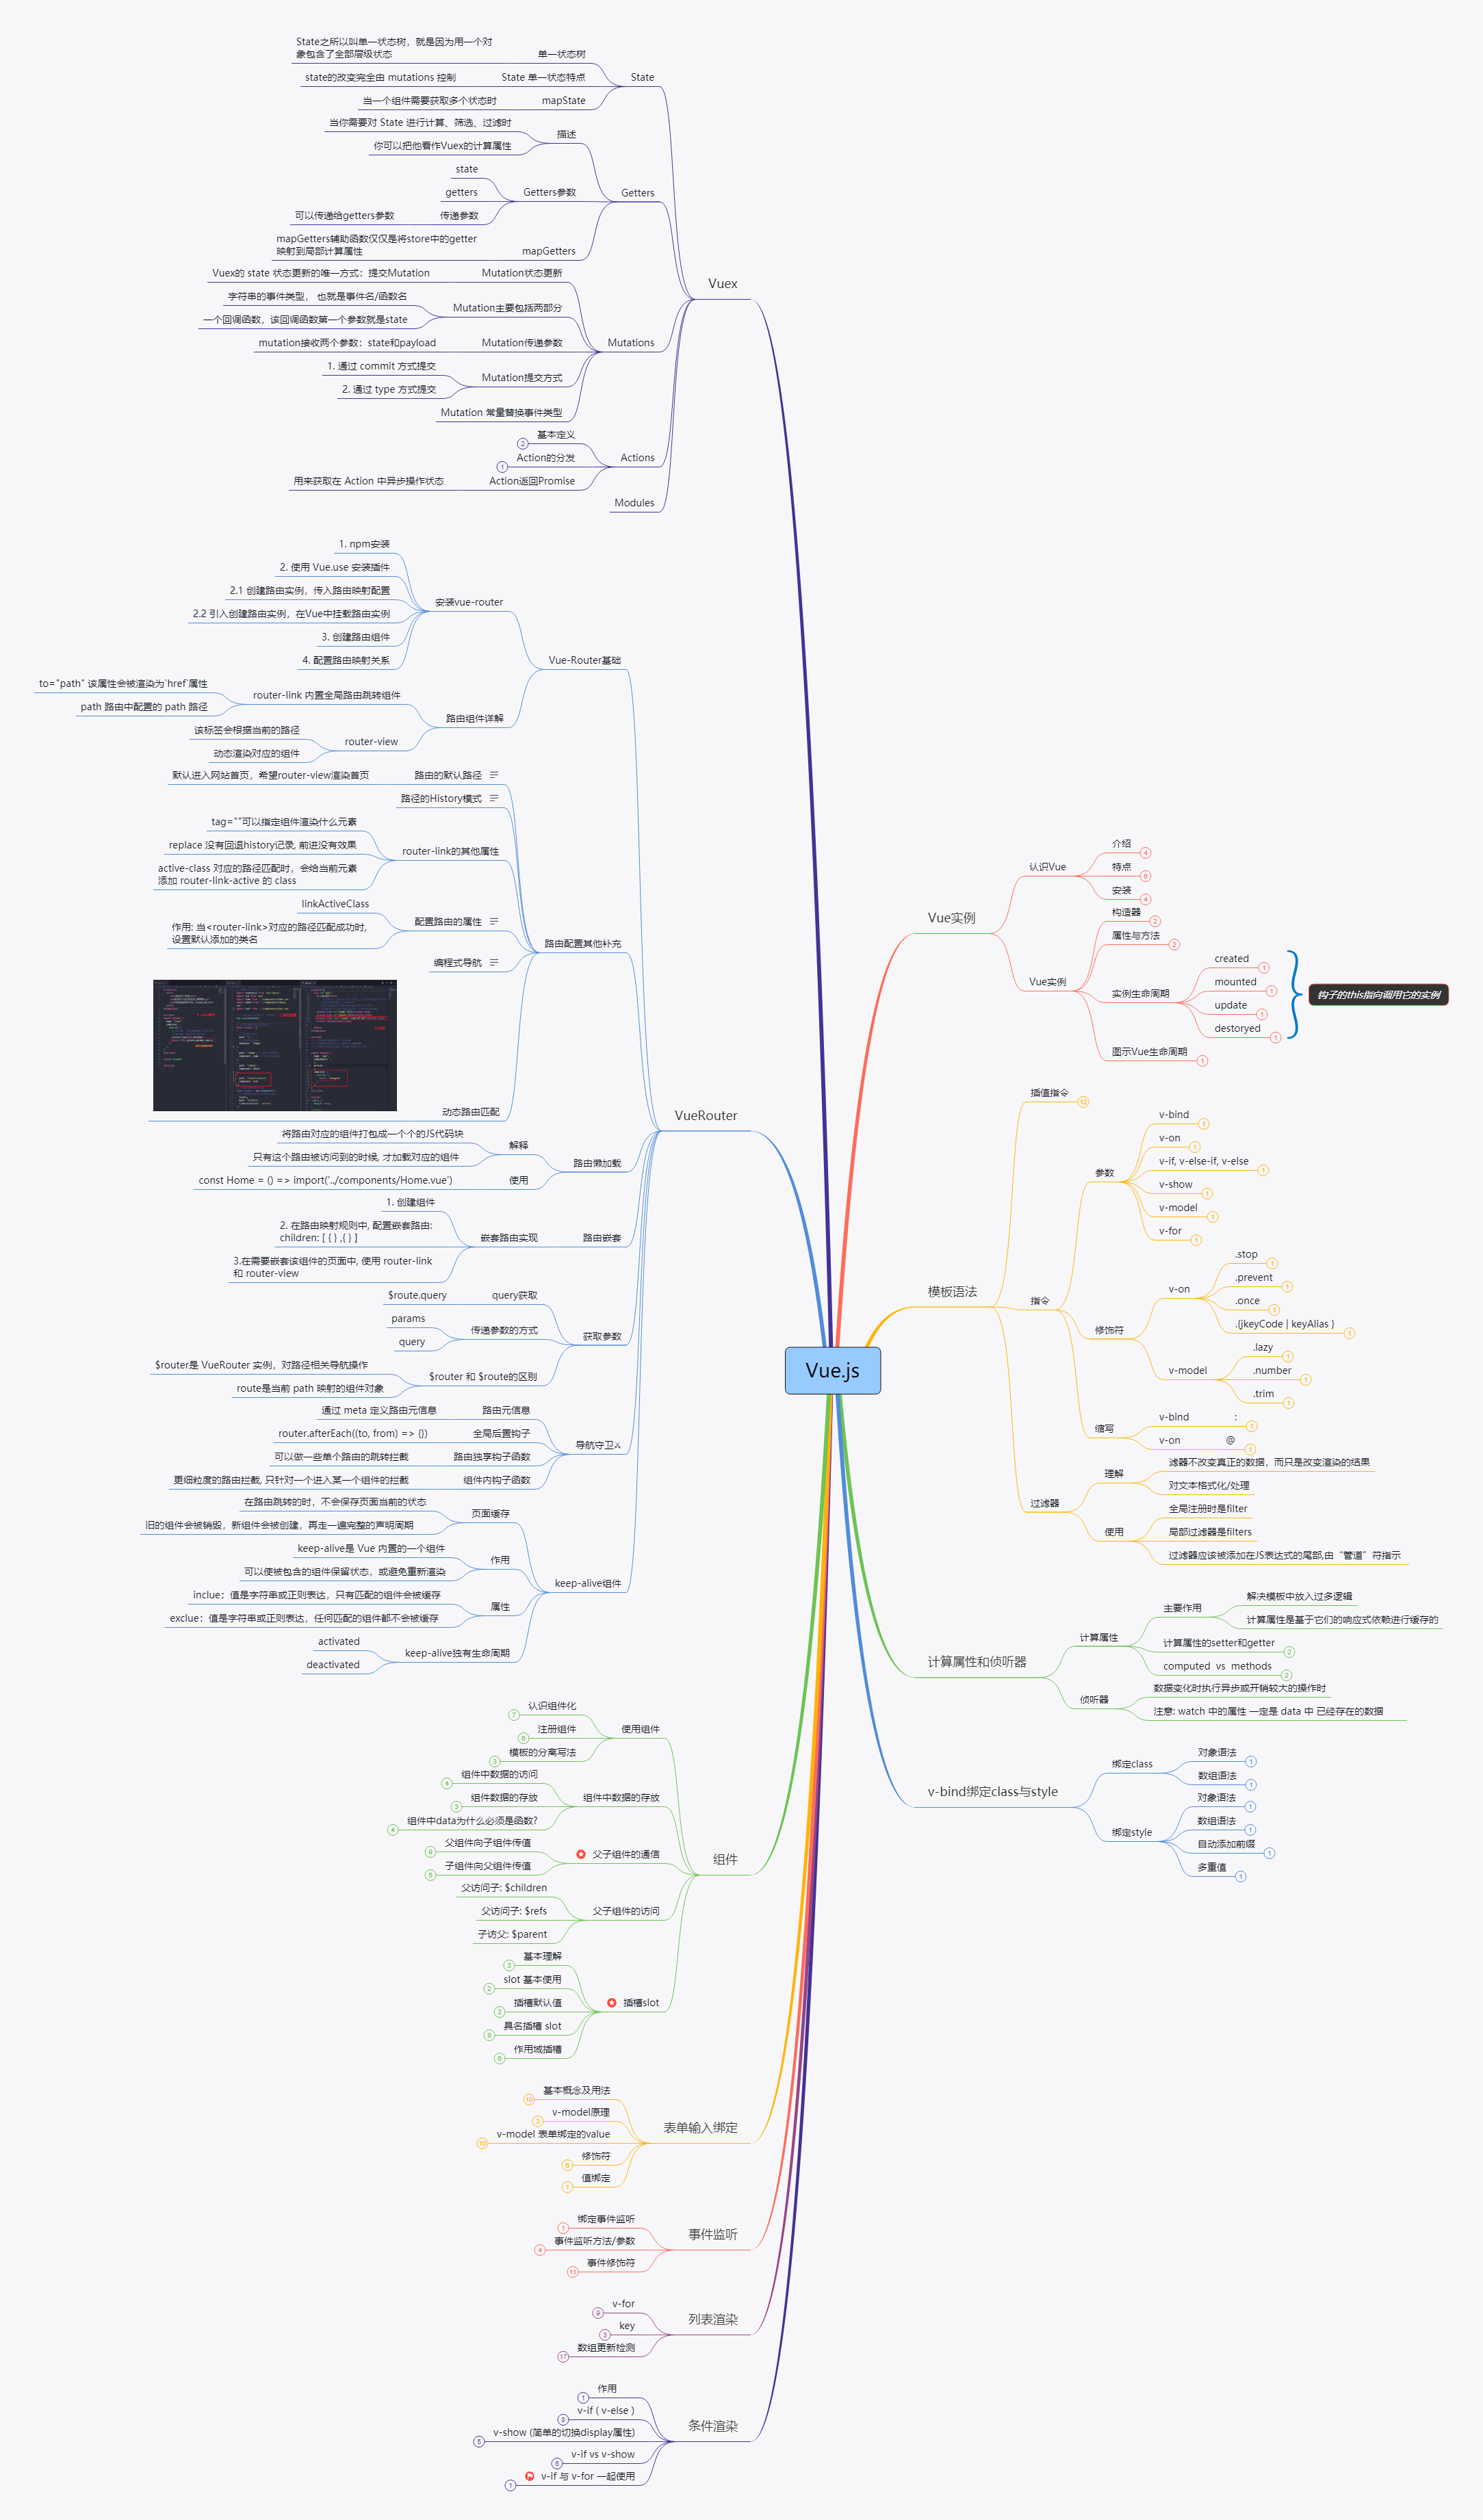 Vue.js
Vue实例
认识Vue
介绍
4
特点
6
安装
4
Vue实例
构造器
2
属性与方法
2
实例生命周期
created
1
mounted
1
update
1
destoryed
1
钩子的this指向调用它的实例
图示Vue生命周期
1
模板语法
插值指令
12
指令
参数
v-bind
1
v-on
1
v-if, v-else-if, v-else
1
v-show
1
v-model
1
v-for
1
修饰符
v-on
.stop
1
.prevent
1
.once
1
.{jkeyCode | keyAlias }
1
v-model
.lazy
1
.number
1
.trim
1
缩写
v-bind :
1
v-on @
1
过滤器
理解
滤器不改变真正的数据，而只是改变渲染的结果
对文本格式化/处理
使用
全局注册时是filter
局部过滤器是filters
过滤器应该被添加在JS表达式的尾部,由“管道”符指示
计算属性和侦听器
计算属性
主要作用
解决模板中放入过多逻辑
计算属性是基于它们的响应式依赖进行缓存的
计算属性的setter和getter
2
computed vs methods
2
侦听器
数据变化时执行异步或开销较大的操作时
注意: watch 中的属性 一定是 data 中 已经存在的数据
v-bind绑定class与style
绑定class
对象语法
1
数组语法
1
绑定style
对象语法
1
数组语法
1
自动添加前缀
1
多重值
1
Vuex
State
单一状态树
State之所以叫单一状态树，就是因为用一个对
象包含了全部层级状态
State 单一状态特点
state的改变完全由 mutations 控制
mapState
当一个组件需要获取多个状态时
Getters
描述
当你需要对 State 进行计算、筛选、过滤时
你可以把他看作Vuex的计算属性
Getters参数
state
getters
传递参数
可以传递给getters参数
mapGetters
mapGetters辅助函数仅仅是将store中的getter
映射到局部计算属性
Mutations
Mutation状态更新
Vuex的 state 状态更新的唯一方式：提交Mutation
Mutation主要包括两部分
字符串的事件类型， 也就是事件名/函数名
一个回调函数，该回调函数第一个参数就是state
Mutation传递参数
mutation接收两个参数：state和payload
Mutation提交方式
1. 通过 commit 方式提交
2. 通过 type 方式提交
Mutation 常量替换事件类型
Actions
基本定义
2
Action的分发
1
Action返回Promise
用来获取在 Action 中异步操作状态
Modules
VueRouter
Vue-Router基础
安装vue-router
1. npm安装
2. 使用 Vue.use 安装插件
2.1 创建路由实例，传入路由映射配置
2.2 引入创建路由实例，在Vue中挂载路由实例
3. 创建路由组件
4. 配置路由映射关系
路由组件详解
router-link 内置全局路由跳转组件
to="path" 该属性会被渲染为`href`属性
path 路由中配置的 path 路径
router-view
该标签会根据当前的路径
动态渲染对应的组件
路由配置其他补充
路由的默认路径
默认进入网站首页，希望router-view渲染首页
路径的History模式
router-link的其他属性
tag=""可以指定组件渲染什么元素
replace 没有回退history记录, 前进没有效果
active-class 对应的路径匹配时，会给当前元素
添加 router-link-active 的 class
配置路由的属性
linkActiveClass
作用: 当<router-link>对应的路径匹配成功时,
设置默认添加的类名
编程式导航
动态路由匹配
路由懒加载
解释
将路由对应的组件打包成一个个的JS代码块
只有这个路由被访问到的时候, 才加载对应的组件
使用
const Home = () => import('../components/Home.vue')
路由嵌套
嵌套路由实现
1. 创建组件
2. 在路由映射规则中, 配置嵌套路由:
children: [ { } ,{ } ]
3.在需要嵌套该组件的页面中, 使用 router-link
和 router-view
获取参数
query获取
$route.query
传递参数的方式
params
query
$router 和 $route的区别
$router是 VueRouter 实例，对路径相关导航操作
route是当前 path 映射的组件对象
导航守卫⚔
路由元信息
通过 meta 定义路由元信息
全局后置钩子
router.afterEach((to, from) => {})
路由独享钩子函数
可以做一些单个路由的跳转拦截
组件内钩子函数
更细粒度的路由拦截, 只针对一个进入某一个组件的拦截
keep-alive组件
页面缓存
在路由跳转的时，不会保存页面当前的状态
旧的组件会被销毁，新组件会被创建，再走一遍完整的声明周期
作用
keep-alive是 Vue 内置的一个组件
可以使被包含的组件保留状态，或避免重新渲染
属性
inclue：值是字符串或正则表达，只有匹配的组件会被缓存
exclue：值是字符串或正则表达，任何匹配的组件都不会被缓存
keep-alive独有生命周期
activated
deactivated
组件
使用组件
认识组件化
7
注册组件
6
模板的分离写法
3
组件中数据的存放
组件中数据的访问
4
组件数据的存放
3
组件中data为什么必须是函数?
4
父子组件的通信
父组件向子组件传值
9
子组件向父组件传值
5
父子组件的访问
父访问子: $children
父访问子: $refs
子访父: $parent
插槽slot
基本理解
3
slot 基本使用
2
插槽默认值
2
具名插槽 slot
8
作用域插槽
6
表单输入绑定
基本概念及用法
10
v-model原理
3
v-model 表单绑定的value
10
修饰符
6
值绑定
1
事件监听
绑定事件监听
1
事件监听方法/参数
4
事件修饰符
11
列表渲染
v-for
9
key
3
数组更新检测
17
条件渲染
作用
1
v-if ( v-else )
8
v-show (简单的切换display属性)
5
v-if vs v-show
6
v-if 与 v-for 一起使用
1